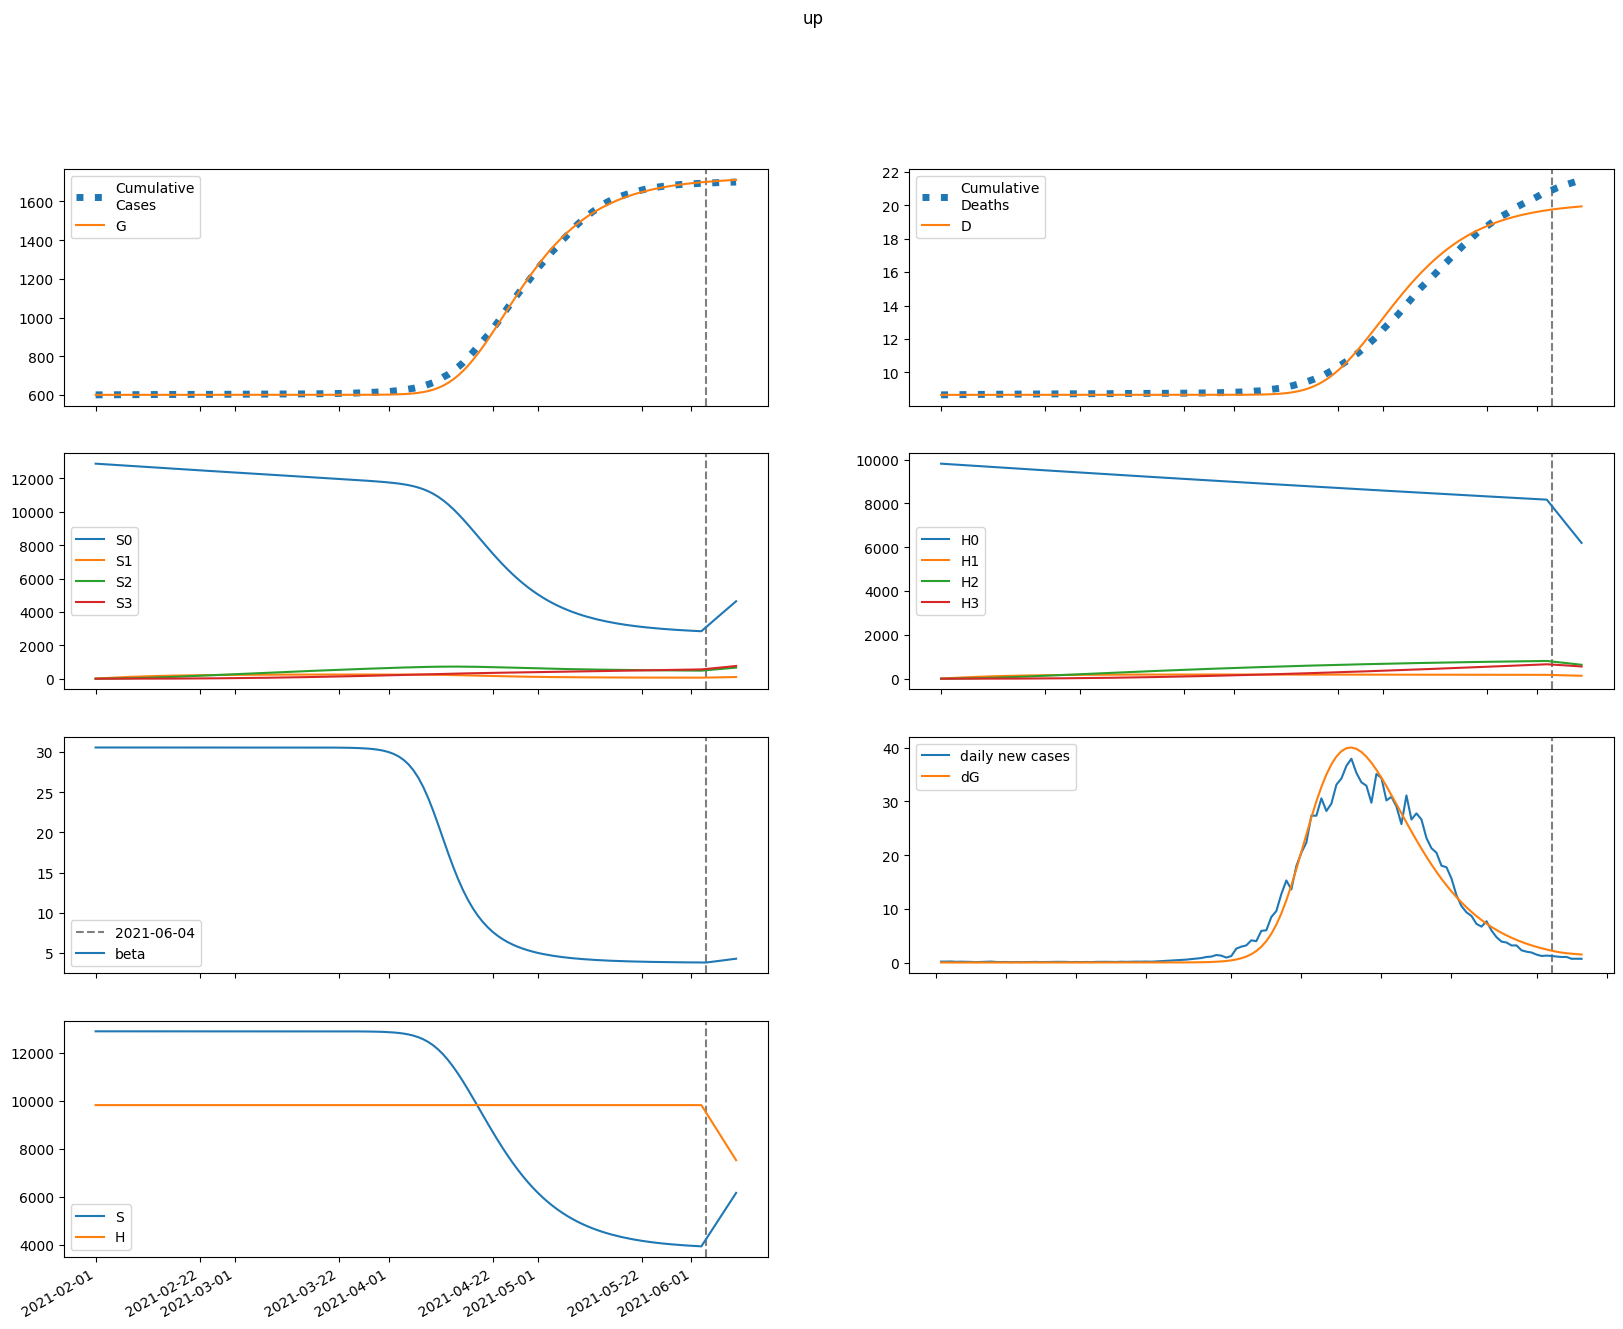 up
1600
1400
1200
1000
800
600
Cumulative
Cases
G
22
20
18
16
14
12
10
Cumulative
Deaths
D
12000
10000
8000
6000
4000
2000
0
S0
S1
S2
S3
10000
8000
6000
4000
2000
0
H0
H1
H2
H3
30
25
20
15
10
5
2021-06-04
beta
40
30
20
10
0
daily new cases
dG
12000
10000
8000
6000
4000
S
H
2021-02-01
2021-02-22
2021-03-01
2021-03-22
2021-04-01
2021-04-22
2021-05-01
2021-05-22
2021-06-01